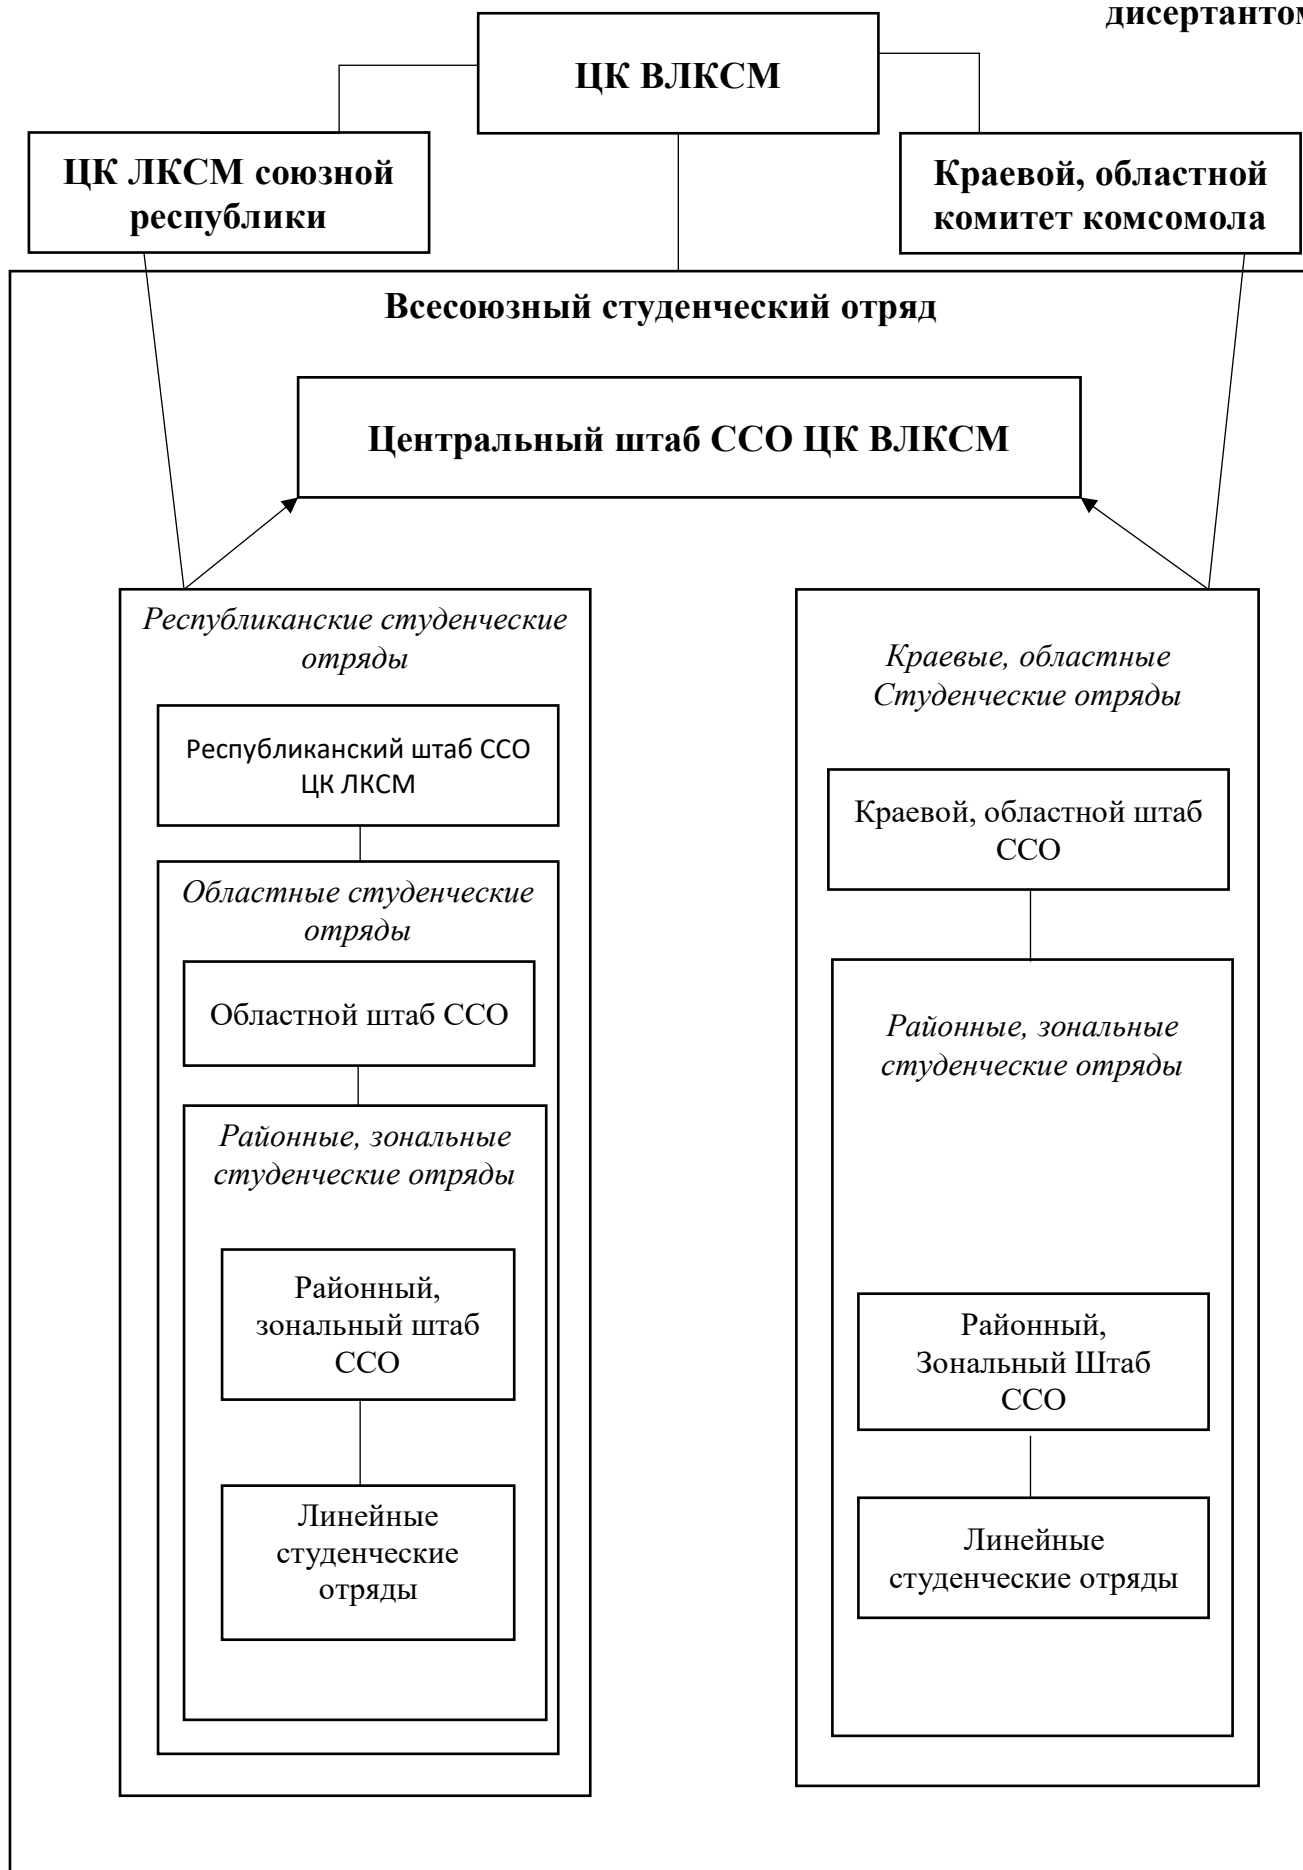 дисертантом
ЦК ВЛКСМ
ЦК ЛКСМ союзной
республики
Краевой, областной
комитет комсомола
Всесоюзный студенческий отряд
Центральный штаб ССО ЦК ВЛКСМ
Республиканские студенческие
отряды
Республиканский штаб ССО
ЦК ЛКСМ
Областные студенческие
отряды
Областной штаб ССО
Районные, зональные
студенческие отряды
Районный,
зональный штаб
ССО
Линейные
студенческие
отряды
Краевые, областные
Студенческие отряды
Краевой, областной штаб
ССО
Районные, зональные
студенческие отряды
Районный,
Зональный Штаб
ССО
Линейные
студенческие отряды